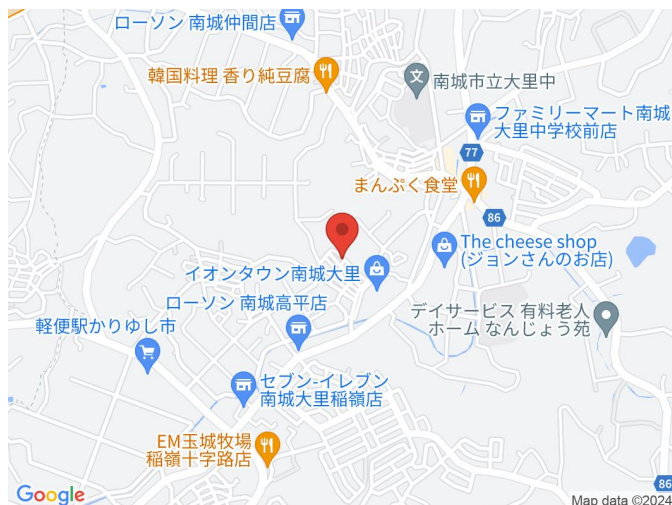 ローソン 南城仲間店
韓国料理 香り純豆腐
文
南城市立大里中
ファミリーマート南城
大里中学校前店
77
まんぷく食堂
86
The cheese shop
(ジョンさんのお店)
イオンタウン南城大里
ローソン 南城高平店
デイサービス 有料老人
ホーム なんじょう苑
軽便駅かりゆし市
セブン-イレブン
南城大里稲嶺店
EM玉城牧場
稲嶺十字路店
86
Google
Map data ©2024